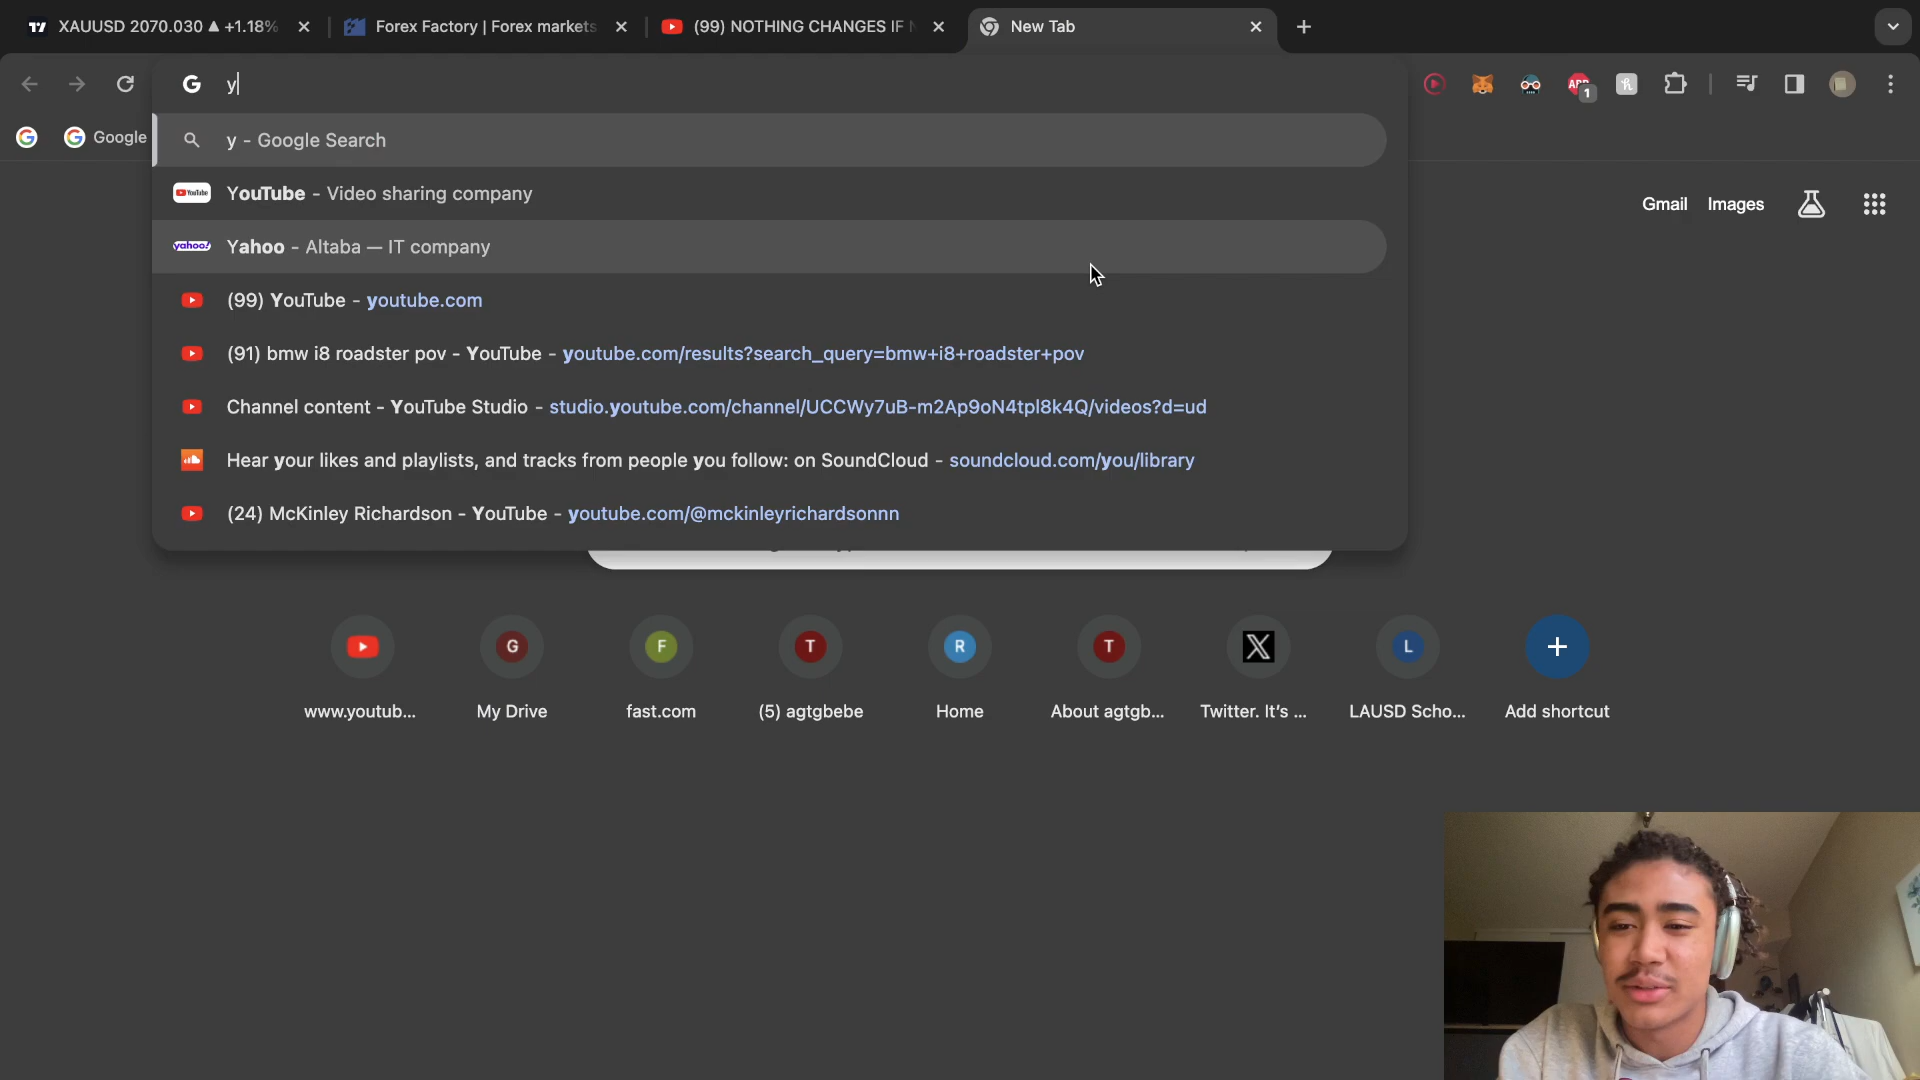 XAUUSD 2070.030 ▲ +1.18%
Forex Factory | Forex markets
(99) NOTHING CHANGES IF N
New Tab
y
1
Google
y - Google Search
YouTube
YouTube - Video sharing company
yahoo!
Yahoo - Altaba — IT company
(99) YouTube - youtube.com
(91) bmw i8 roadster pov - YouTube - youtube.com/results?search_query=bmw+i8+roadster+pov
Channel content - YouTube Studio - studio.youtube.com/channel/UCCWy7uB-m2Ap9oN4tpl8k4Q/videos?d=ud
Hear your likes and playlists, and tracks from people you follow: on SoundCloud - soundcloud.com/you/library
(24) McKinley Richardson - YouTube - youtube.com/@mckinleyrichardsonnn
Gmail Images
G F T R T X L
www.youtub... My Drive fast.com (5) agtgbebe Home About agtgb... Twitter. It's ... LAUSD Scho... Add shortcut